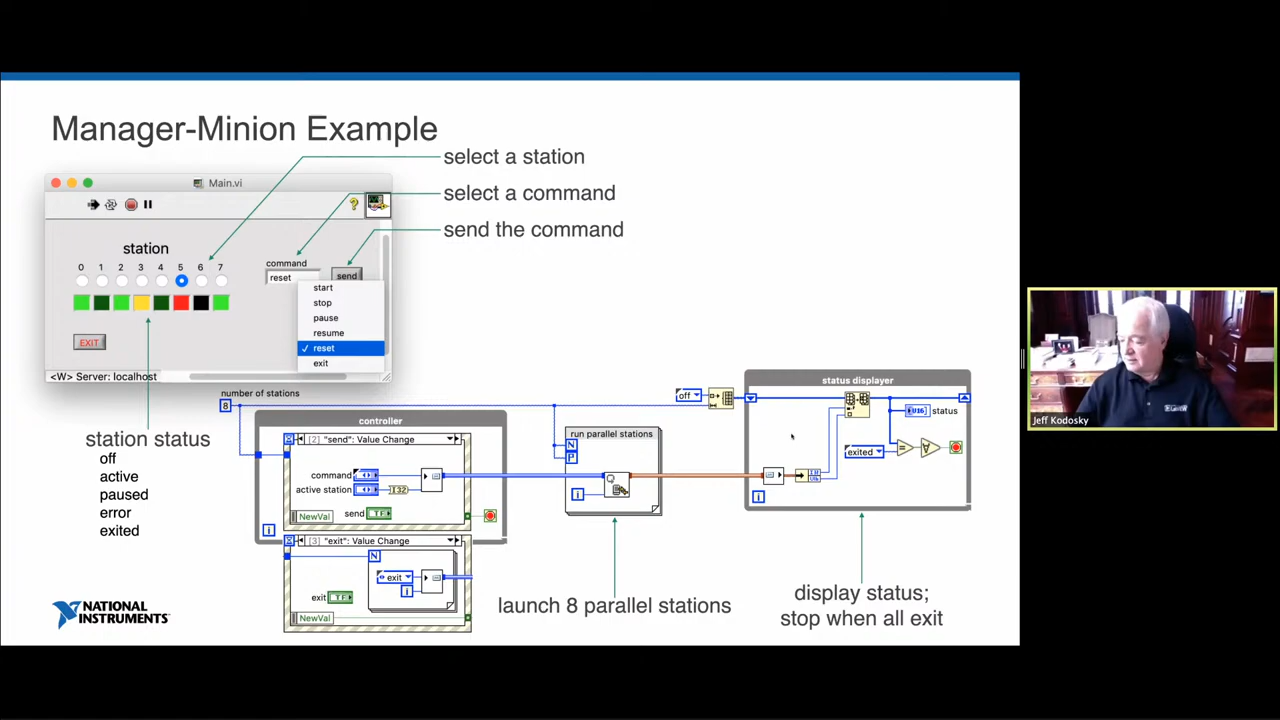 Manager-Minion Example
select a station
select a command
send the command
Main.vi
?
station
0 1 2 3 4 5 6 7
command
reset
send
start
stop
pause
resume
reset
exit
EXIT
<W> Server: localhost
station status
off
active
paused
error
exited
number of stations
8
controller
[2] "send": Value Change
command
active station
I32
send
TF
NewVal
i
[3] "exit": Value Change
N
exit
i
exit
TF
NewVal
run parallel stations
N
P
i
launch 8 parallel stations
off
status displayer
U16
status
exited
i
display status;
stop when all exit
NATIONAL
INSTRUMENTS
Jeff Kodosky